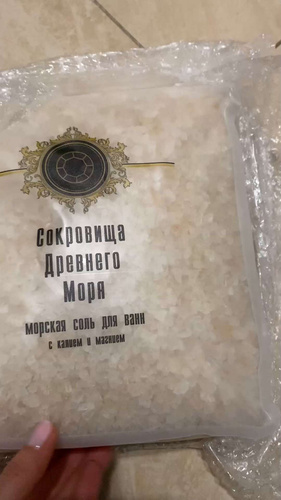 Сокровища
Древнего
Моря
морская соль для ванн
с калием и магнием